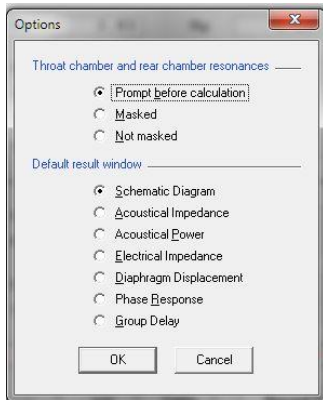 Options
Throat chamber and rear chamber resonances
Prompt before calculation
Masked
Not masked
Default result window
Schematic Diagram
Acoustical Impedance
Acoustical Power
Electrical Impedance
Diaphragm Displacement
Phase Response
Group Delay
OK Cancel